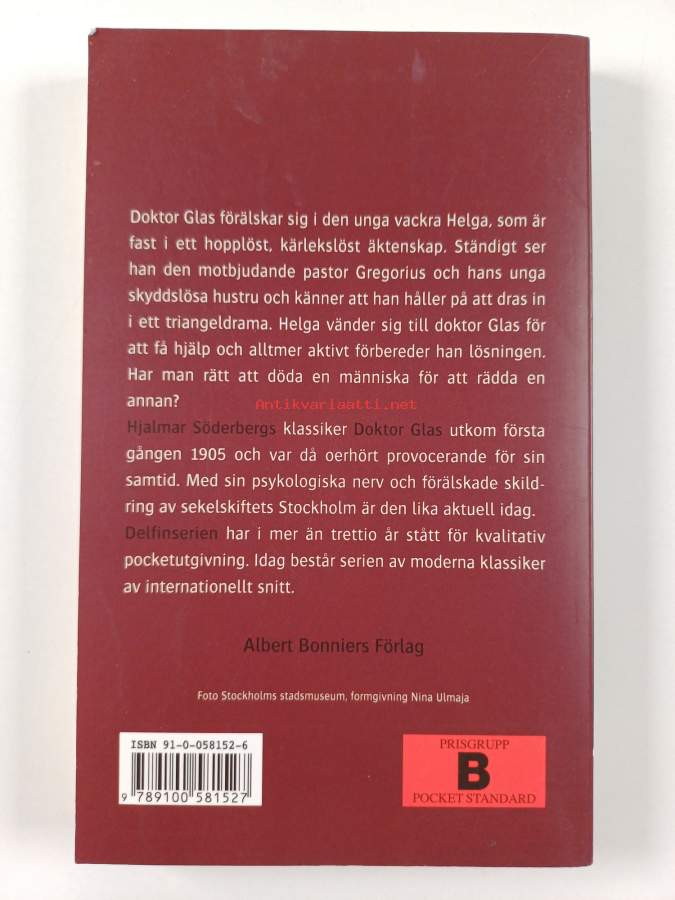 Doktor Glas förälskar sig i den unga vackra Helga, som är
fast i ett hopplöst, kärlekslöst äktenskap. Ständigt ser
han den motbjudande pastor Gregorius och hans unga
skyddslösa hustru och känner att han håller på att dras in
i ett triangeldrama. Helga vänder sig till doktor Glas för
att få hjälp och alltmer aktivt förbereder han lösningen.
Har man rätt att döda en människa för att rädda en
annan?
Antikvariaatti.net
Hjalmar Söderbergs klassiker Doktor Glas utkom första
gången 1905 och var då oerhört provocerande för sin
samtid. Med sin psykologiska nerv och förälskade skild-
ring av sekelskiftets Stockholm är den lika aktuell idag.
Delfinserien har i mer än trettio år stått för kvalitativ
pocketutgivning. Idag består serien av moderna klassiker
av internationellt snitt.
Albert Bonniers Förlag
Foto Stockholms stadsmuseum, formgivning Nina Ulmaja
ISBN 91-0-058152-6
9 789100 581527
PRISGRUPP
B
POCKET STANDARD